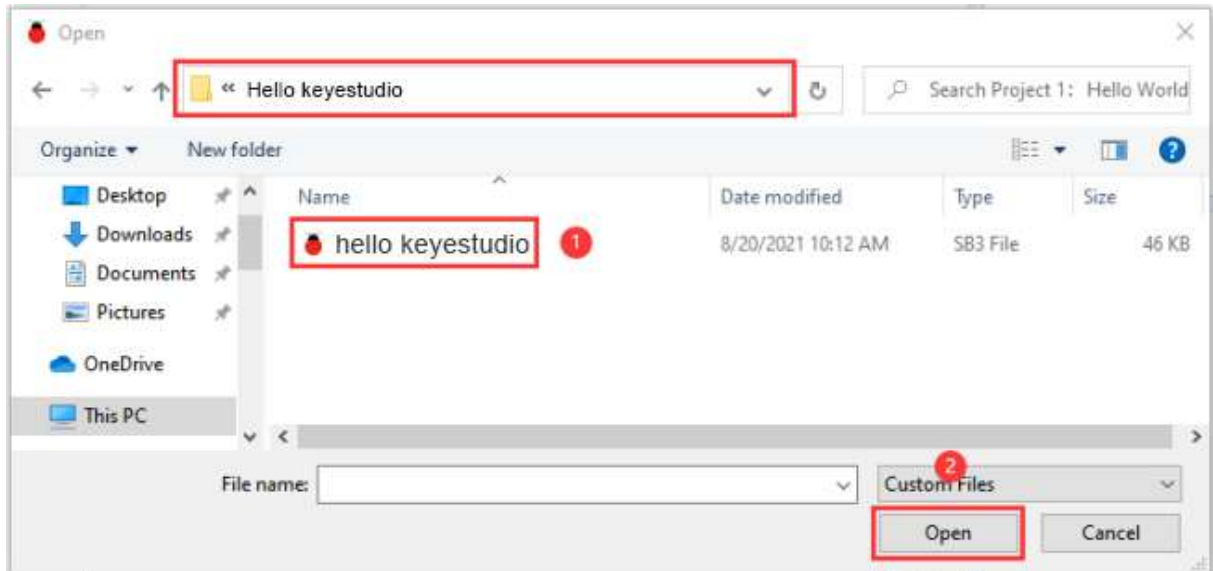 Open
« Hello keyestudio
Search Project 1: Hello World
Organize New folder
Name Date modified Type Size
Desktop
Downloads
Documents
Pictures
OneDrive
This PC
hello keyestudio 1 8/20/2021 10:12 AM SB3 File 46 KB
File name: Custom Files
2
Open Cancel